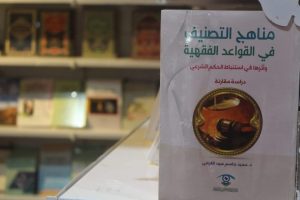 مناهج التصنيف
في القواعد الفقهية
وأثرها في استنباط الحكم الشرعي
دراسة مقارنة